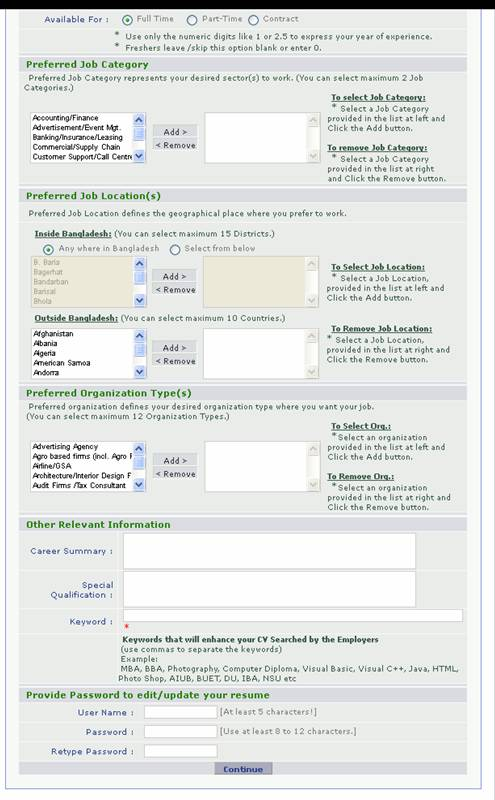 Available For : Full Time Part-Time Contract
* Use only the numeric digits like 1 or 2.5 to express your year of experience.
* Freshers leave /skip this option blank or enter 0.
Preferred Job Category
Preferred Job Category represents your desired sector(s) to work. (You can select maximum 2 Job
Categories.)
To select Job Category:
* Select a Job Category
provided in the list at left and
Click the Add button.
Accounting/Finance
Advertisement/Event Mgt.
Banking/Insurance/Leasing
Commercial/Supply Chain
Customer Support/Call Centre
Add >
< Remove
To remove Job Category:
* Select a Job Category
provided in the list at right
and Click the Remove button.
Preferred Job Location(s)
Preferred Job Location defines the geographical place where you prefer to work.
Inside Bangladesh: (You can select maximum 15 Districts.)
Any where in Bangladesh Select from below
B. Baria
Bagerhat
Bandarban
Barisal
Bhola
Add >
< Remove
To Select Job Location:
* Select a Job Location,
provided in the list at left and
Click the Add button.
Outside Bangladesh: (You can select maximum 10 Countries.)
Afghanistan
Albania
Algeria
American Samoa
Andorra
Add >
< Remove
To Remove Job Location:
* Select a Job Location,
provided in the list at right and
Click the Remove button.
Preferred Organization Type(s)
Preferred organization defines your desired organization type where you want your job.
(You can select maximum 12 Organization Types.)
To Select Org.:
* Select an organization
provided in the list at left and
Click the Add button.
Advertising Agency
Agro based firms (incl. Agro F
Airline/GSA
Architecture/Interior Design F
Audit Firms /Tax Consultant
Add >
< Remove
To Remove Org.:
* Select an organization
provided in the list at right and
Click the Remove button.
Other Relevant Information
Career Summary :
Special
Qualification :
Keyword :
*
Keywords that will enhance your CV Searched by the Employers
(use commas to separate the keywords)
Example:
MBA, BBA, Photography, Computer Diploma, Visual Basic, Visual C++, Java, HTML,
Photo Shop, AIUB, BUET, DU, IBA, NSU etc
Provide Password to edit/update your resume
User Name : [At least 5 characters!]
Password : [Use at least 8 to 12 characters.]
Retype Password :
Continue